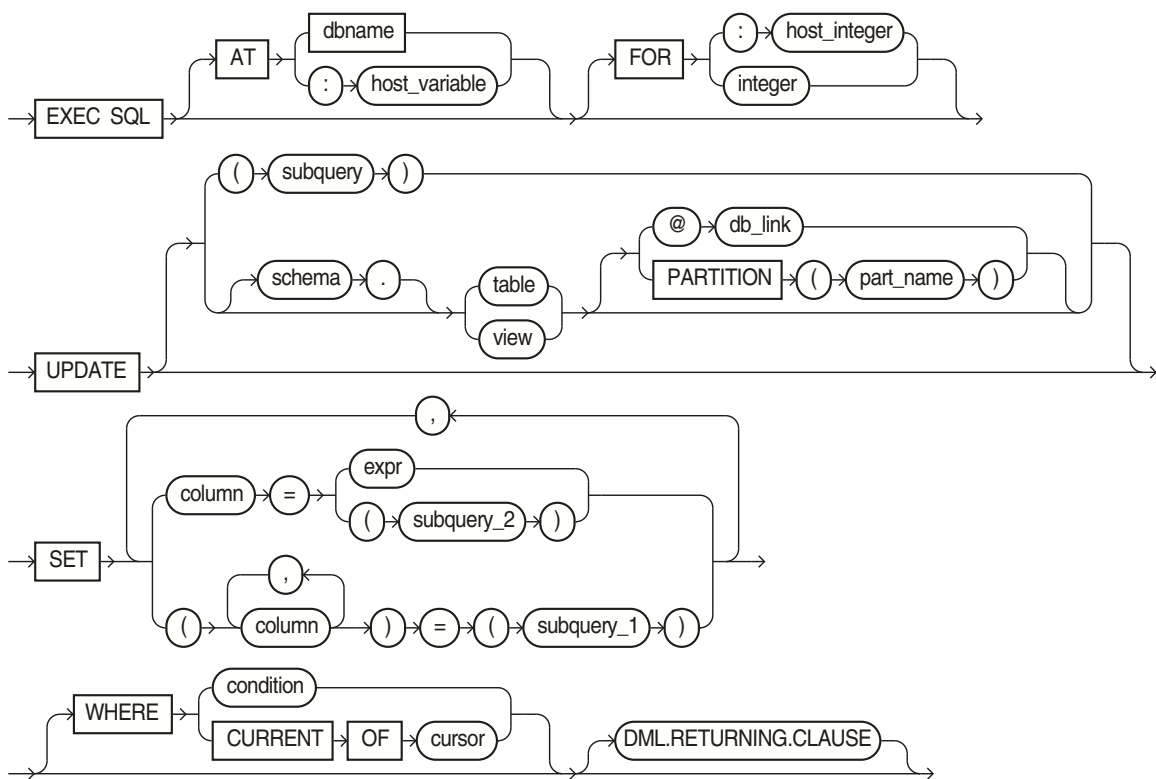 dbname
AT : host_variable FOR : host_integer
integer
EXEC SQL
( subquery )
@ db_link
schema . table PARTITION ( part_name )
view
UPDATE
,
expr
column = ( subquery_2 )
SET
,
( column ) = ( subquery_1 )
condition
WHERE CURRENT OF cursor DML.RETURNING.CLAUSE